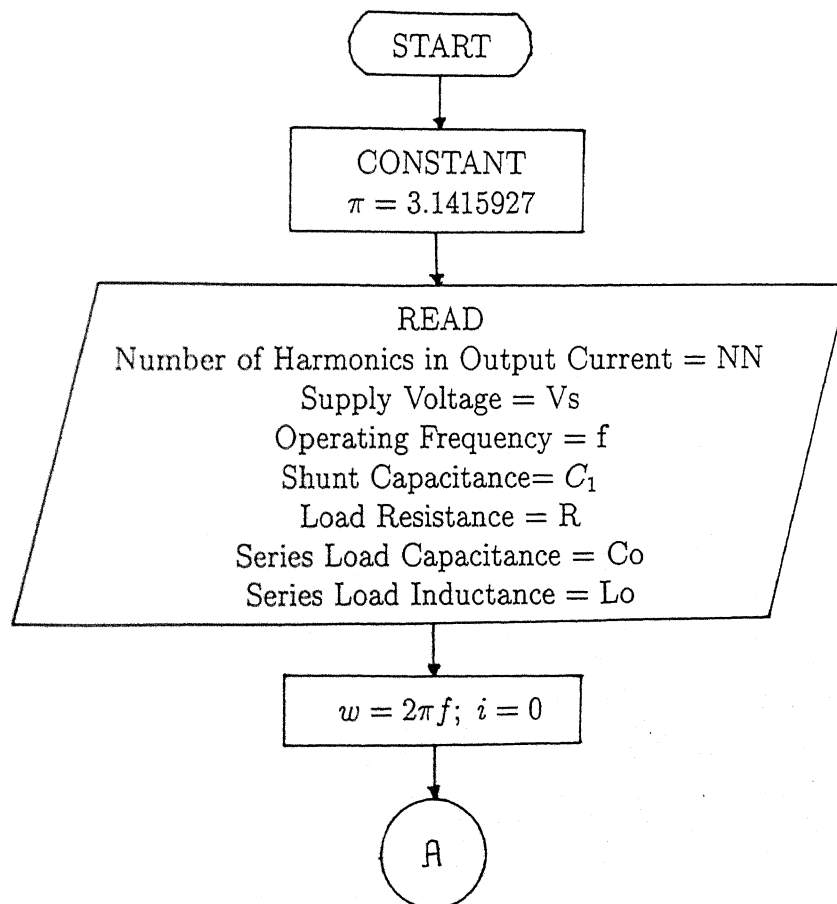 START
CONSTANT
π = 3.1415927
READ
Number of Harmonics in Output Current = NN
Supply Voltage = Vs
Operating Frequency = f
Shunt Capacitance= C₁
Load Resistance = R
Series Load Capacitance = Co
Series Load Inductance = Lo
w = 2πf; i = 0
A